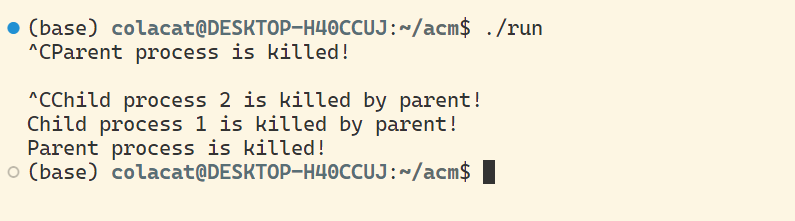 (base) colacat@DESKTOP-H40CCUJ:~/acm$ ./run
^CParent process is killed!
^CChild process 2 is killed by parent!
Child process 1 is killed by parent!
Parent process is killed!
(base) colacat@DESKTOP-H40CCUJ:~/acm$